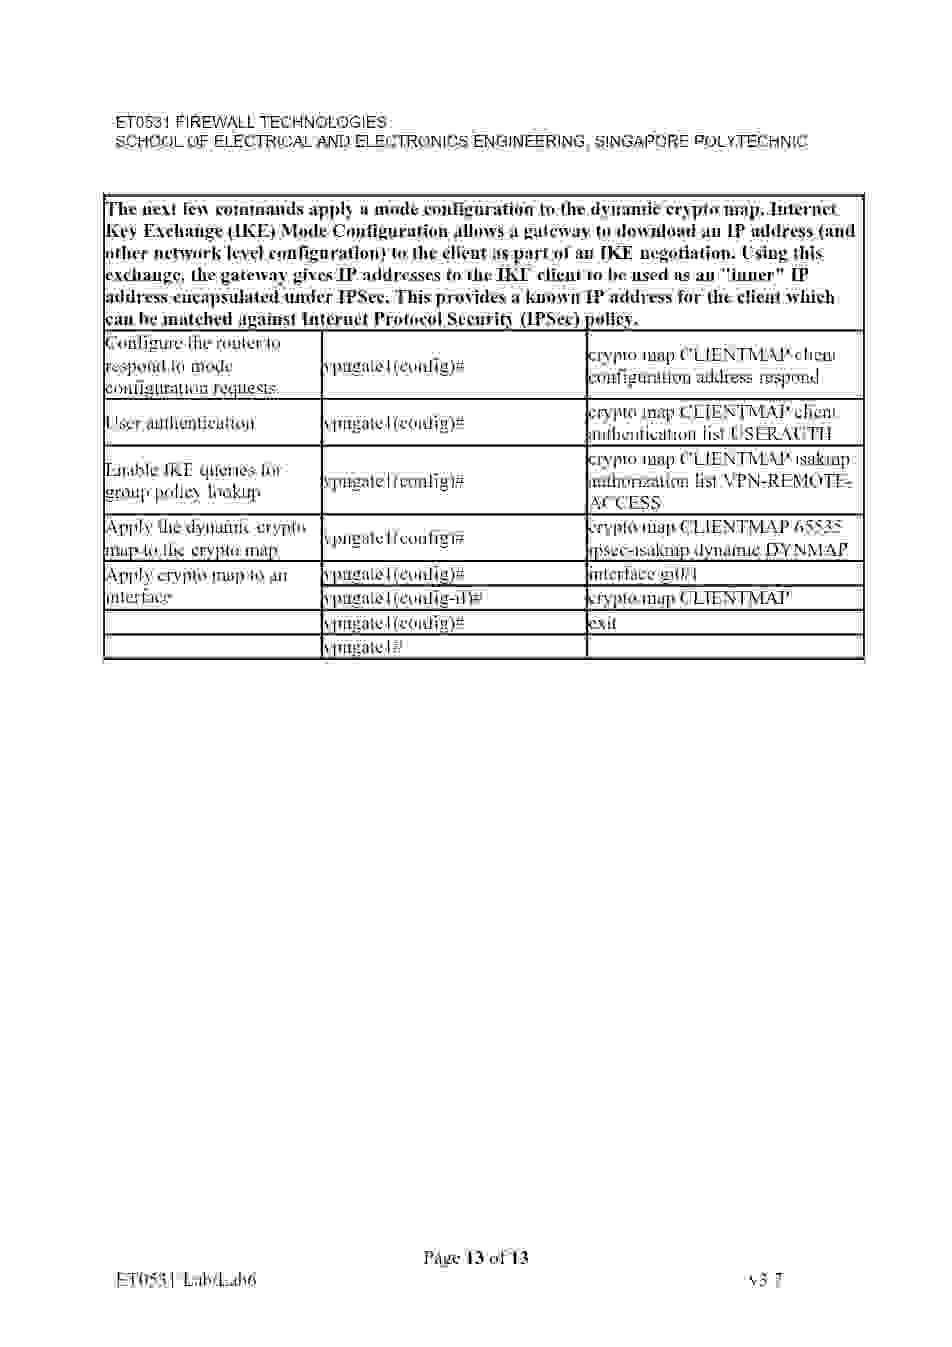 ET0531 FIREWALL TECHNOLOGIES
SCHOOL OF ELECTRICAL AND ELECTRONICS ENGINEERING, SINGAPORE POLYTECHNIC
The next few commands apply a mode configuration to the dynamic crypto map. Internet
Key Exchange (IKE) Mode Configuration allows a gateway to download an IP address (and
other network level configuration) to the client as part of an IKE negotiation. Using this
exchange, the gateway gives IP addresses to the IKE client to be used as an "inner" IP
address encapsulated under IPSec. This provides a known IP address for the client which
can be matched against Internet Protocol Security (IPSec) policy.
Configure the router to
respond to mode
configuration requests
vpngate1(config)#
crypto map CLIENTMAP client
configuration address respond
User authentication
vpngate1(config)#
crypto map CLIENTMAP client
authentication list USERAUTH
Enable IKE queries for
group policy lookup
vpngate1(config)#
crypto map CLIENTMAP isakmp
authorization list VPN-REMOTE-
ACCESS
Apply the dynamic crypto
map to the crypto map
vpngate1(config)#
crypto map CLIENTMAP 65535
ipsec-isakmp dynamic DYNMAP
Apply crypto map to an
interface
vpngate1(config)#
interface gi0/1
vpngate1(config-if)#
crypto map CLIENTMAP
vpngate1(config)#
exit
vpngate1#
Page 13 of 13
ET0531 Lab/Lab6 v3.7